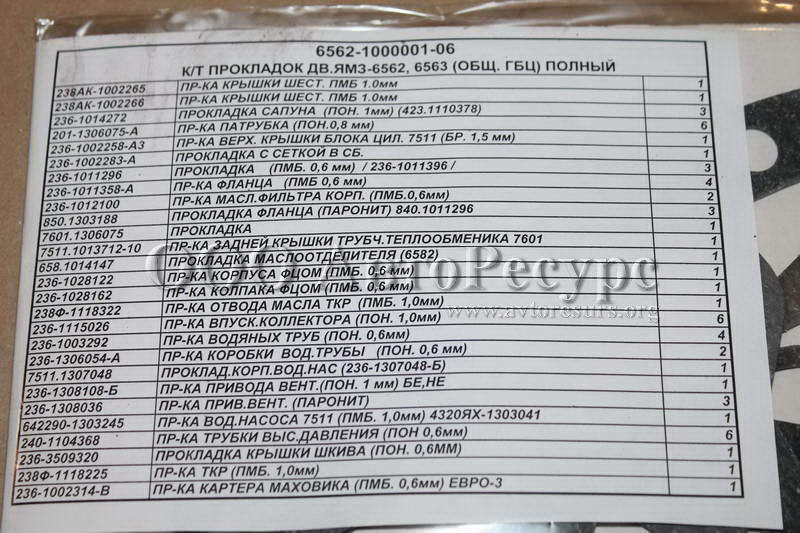 6562-1000001-06
К/Т ПРОКЛАДОК ДВ.ЯМЗ-6562, 6563 (ОБЩ. ГБЦ) ПОЛНЫЙ
238АК-1002265 ПР-КА КРЫШКИ ШЕСТ. ПМБ 1.0мм 1
238АК-1002266 ПР-КА КРЫШКИ ШЕСТ. ПМБ 1.0мм 1
236-1014272 ПРОКЛАДКА САПУНА (ПОН. 1мм) (423.1110378) 3
201-1306075-А ПР-КА ПАТРУБКА (ПОН.0,8 мм) 6
236-1002258-А3 ПР-КА ВЕРХ. КРЫШКИ БЛОКА ЦИЛ. 7511 (БР. 1,5 мм) 1
236-1002283-А ПРОКЛАДКА С СЕТКОЙ В СБ. 1
236-1011296 ПРОКЛАДКА (ПМБ. 0,6 мм) / 236-1011396 / 3
236-1011358-А ПР-КА ФЛАНЦА (ПМБ 0,6 мм) 4
236-1012100 ПР-КА МАСЛ.ФИЛЬТРА КОРП. (ПМБ.0,6мм) 2
850.1303188 ПРОКЛАДКА ФЛАНЦА (ПАРОНИТ) 840.1011296 3
7601.1306075 ПРОКЛАДКА 1
7511.1013712-10 ПР-КА ЗАДНЕЙ КРЫШКИ ТРУБЧ.ТЕПЛООБМЕНИКА 7601 1
658.1014147 ПРОКЛАДКА МАСЛООТДЕЛИТЕЛЯ (6582) 1
236-1028122 ПР-КА КОРПУСА ФЦОМ (ПМБ. 0,6 мм) 1
236-1028162 ПР-КА КОЛПАКА ФЦОМ (ПМБ. 0,6 мм) 1
238Ф-1118322 ПР-КА ОТВОДА МАСЛА ТКР (ПМБ. 1,0мм) 1
236-1115026 ПР-КА ВПУСК.КОЛЛЕКТОРА (ПОН. 1,0мм) 6
236-1003292 ПР-КА ВОДЯНЫХ ТРУБ (ПОН. 0,6мм) 4
236-1306054-А ПР-КА КОРОБКИ ВОД.ТРУБЫ (ПОН. 0,6 мм) 2
7511.1307048 ПРОКЛАД.КОРП.ВОД.НАС (236-1307048-Б) 1
236-1308108-Б ПР-КА ПРИВОДА ВЕНТ.(ПОН. 1 мм) БЕ,НЕ 1
236-1308036 ПР-КА ПРИВ.ВЕНТ. (ПАРОНИТ) 3
642290-1303245 ПР-КА ВОД.НАСОСА 7511 (ПМБ. 1,0мм) 4320ЯХ-1303041 1
240-1104368 ПР-КА ТРУБКИ ВЫС.ДАВЛЕНИЯ (ПОН 0,6мм) 6
236-3509320 ПРОКЛАДКА КРЫШКИ ШКИВА (ПОН. 0,6ММ) 1
238Ф-1118225 ПР-КА ТКР (ПМБ. 1,0мм) 1
236-1002314-В ПР-КА КАРТЕРА МАХОВИКА (ПМБ. 0,6мм) ЕВРО-3 1
www.avtoresurs.org